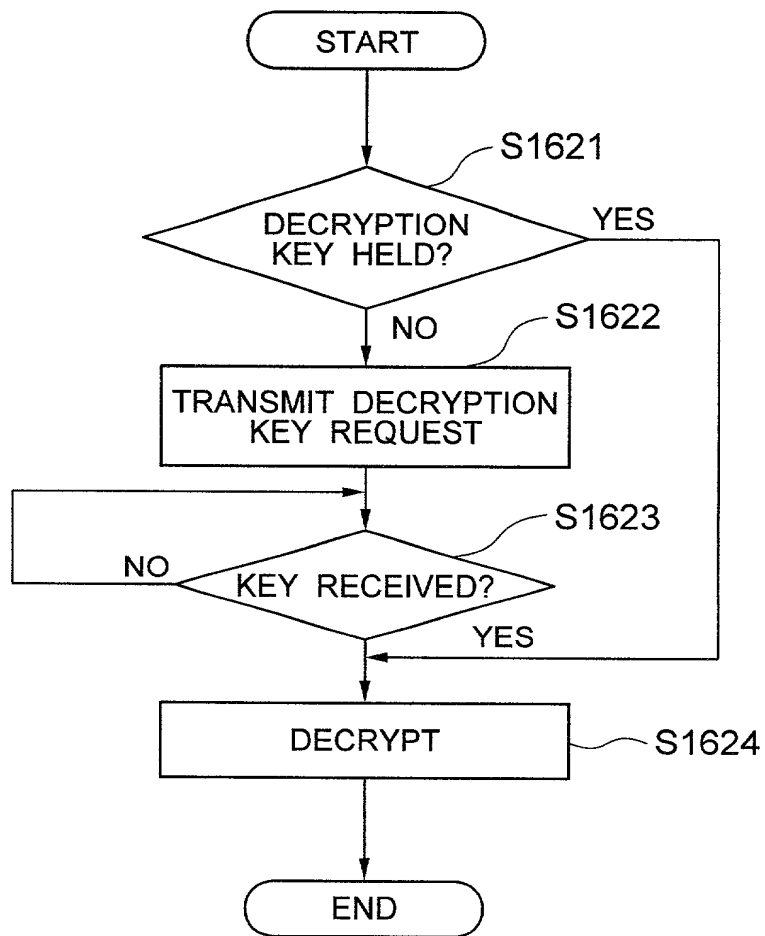 START
S1621
DECRYPTION
KEY HELD?
YES
NO
S1622
TRANSMIT DECRYPTION
KEY REQUEST
S1623
NO
KEY RECEIVED?
YES
DECRYPT
S1624
END